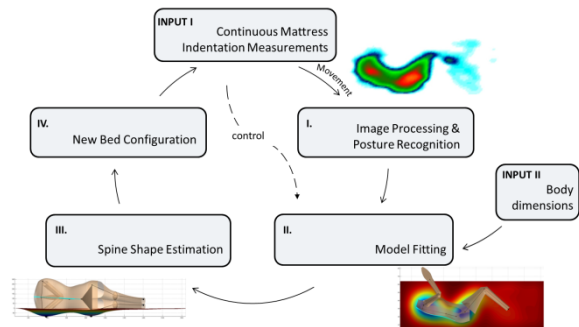 INPUT I
Continuous Mattress
Indentation Measurements
Movement
IV.
New Bed Configuration
control
I.
Image Processing &
Posture Recognition
INPUT II
Body
dimensions
III.
Spine Shape Estimation
II.
Model Fitting